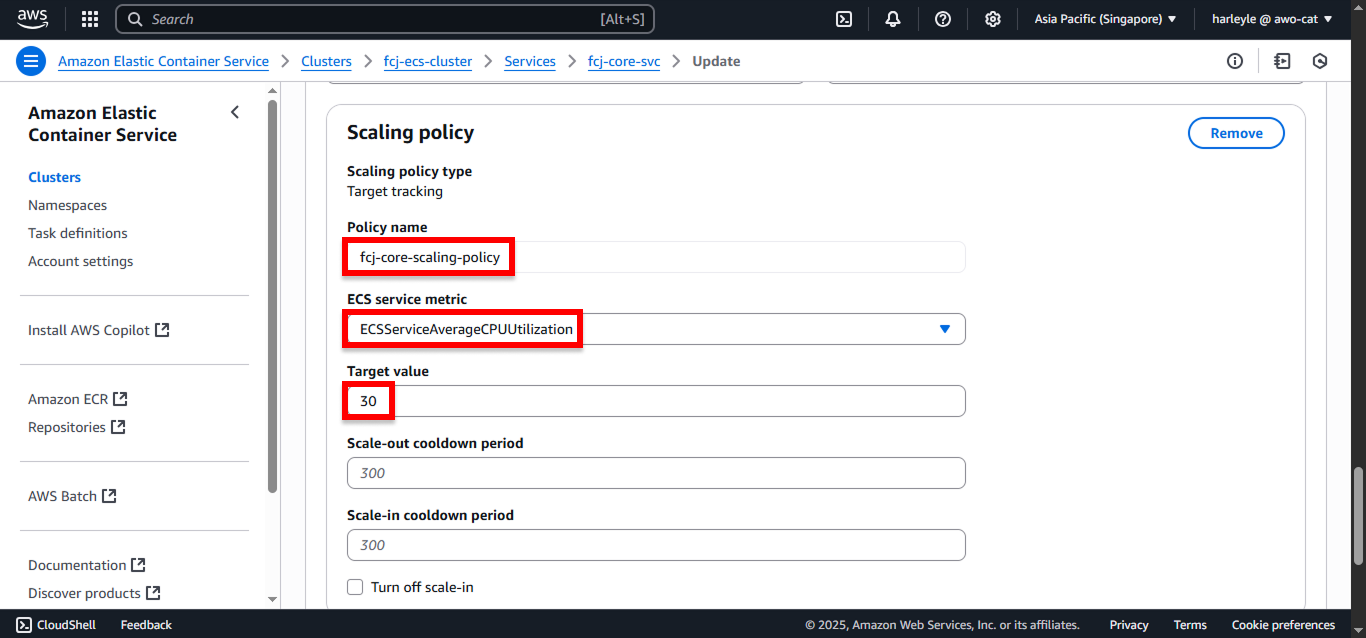 aws
Search [Alt+S]
Asia Pacific (Singapore)
harleyle @ awo-cat
Amazon Elastic Container Service
Clusters
fcj-ecs-cluster
Services
fcj-core-svc
Update
Amazon Elastic
Container Service
Clusters
Namespaces
Task definitions
Account settings
Install AWS Copilot
Amazon ECR
Repositories
AWS Batch
Documentation
Discover products
Scaling policy
Remove
Scaling policy type
Target tracking
Policy name
fcj-core-scaling-policy
ECS service metric
ECSServiceAverageCPUUtilization
Target value
30
Scale-out cooldown period
300
Scale-in cooldown period
300
Turn off scale-in
CloudShell
Feedback
© 2025, Amazon Web Services, Inc. or its affiliates.
Privacy
Terms
Cookie preferences